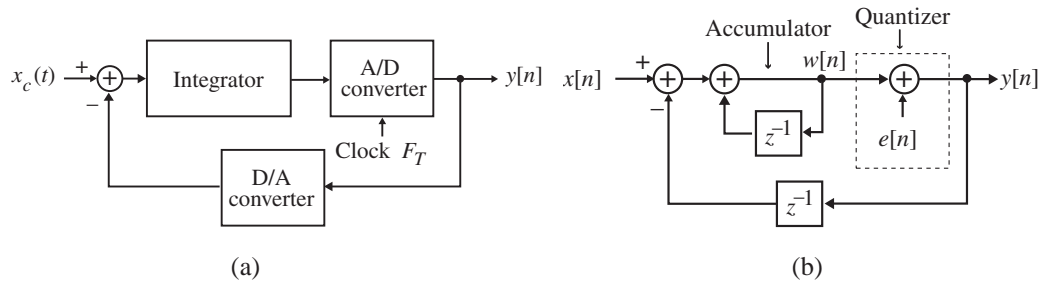 x_c(t)
+
+
−
Integrator
A/D
converter
y[n]
Clock F_T
D/A
converter
(a)
Accumulator
Quantizer
x[n]
+
+
−
+
w[n]
+
y[n]
z^{-1}
e[n]
z^{-1}
(b)